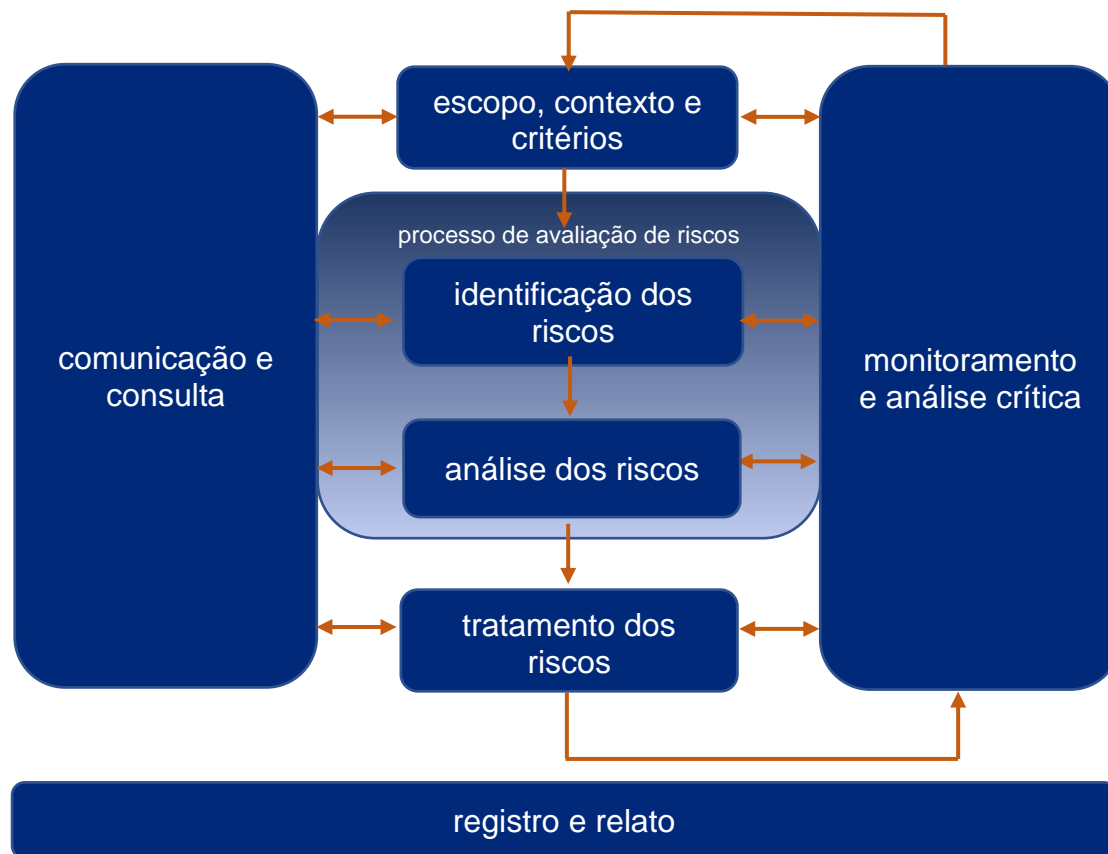 escopo, contexto e
critérios
processo de avaliação de riscos
identificação dos
riscos
comunicação e
consulta
monitoramento
e análise crítica
análise dos riscos
tratamento dos
riscos
registro e relato